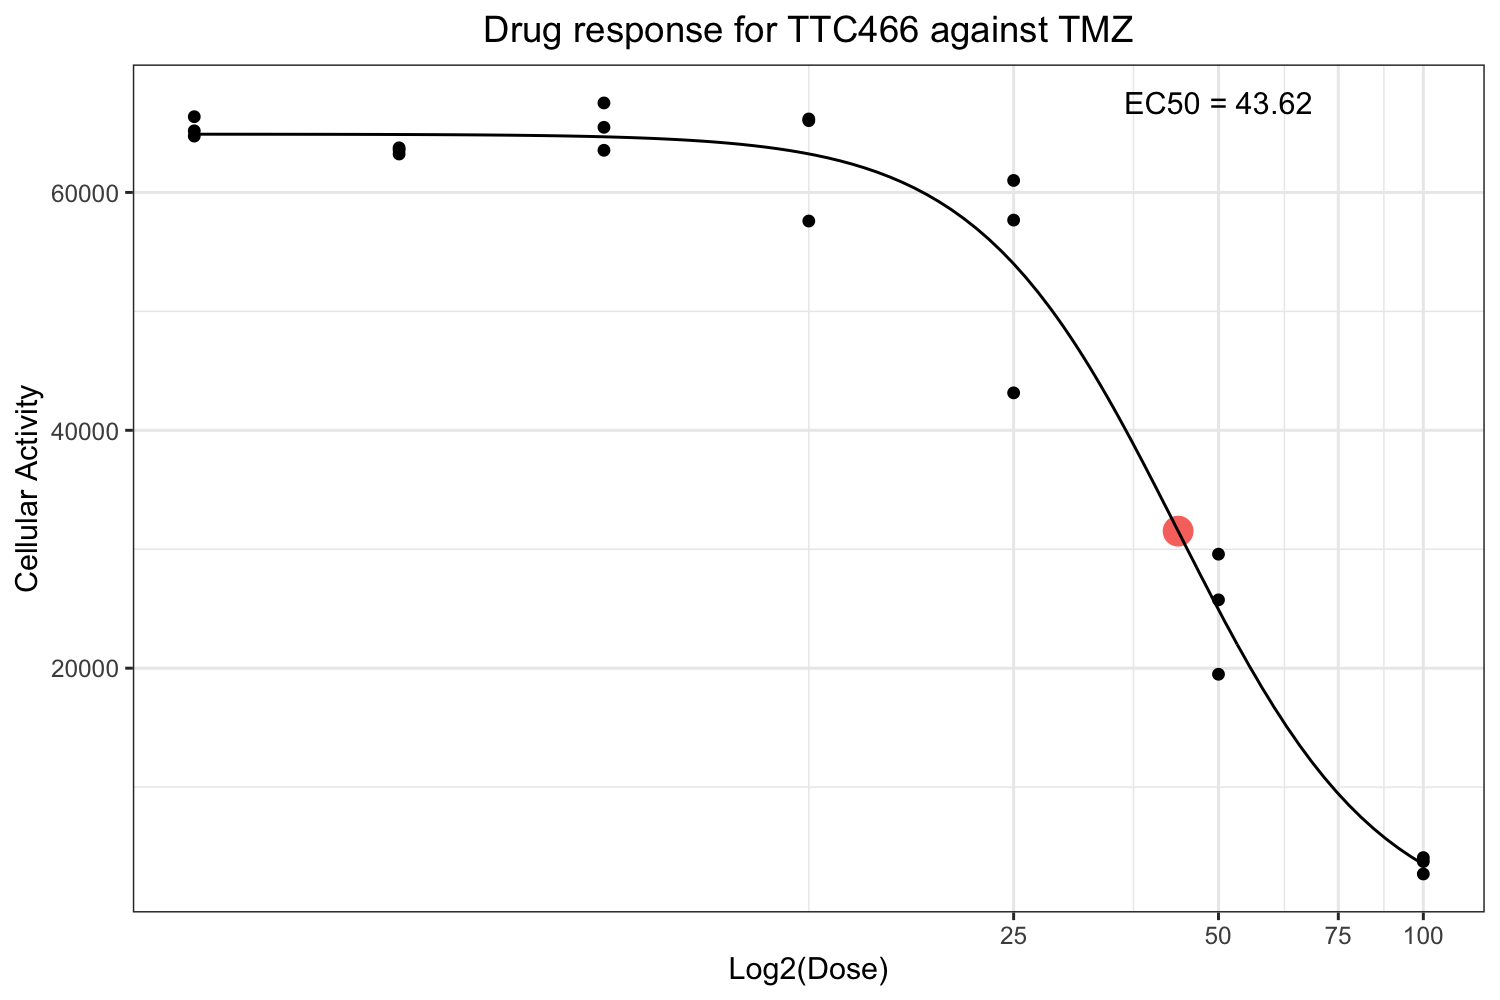 Drug response for TTC466 against TMZ
EC50 = 43.62
60000
40000
20000
Cellular Activity
25 50 75 100
Log2(Dose)